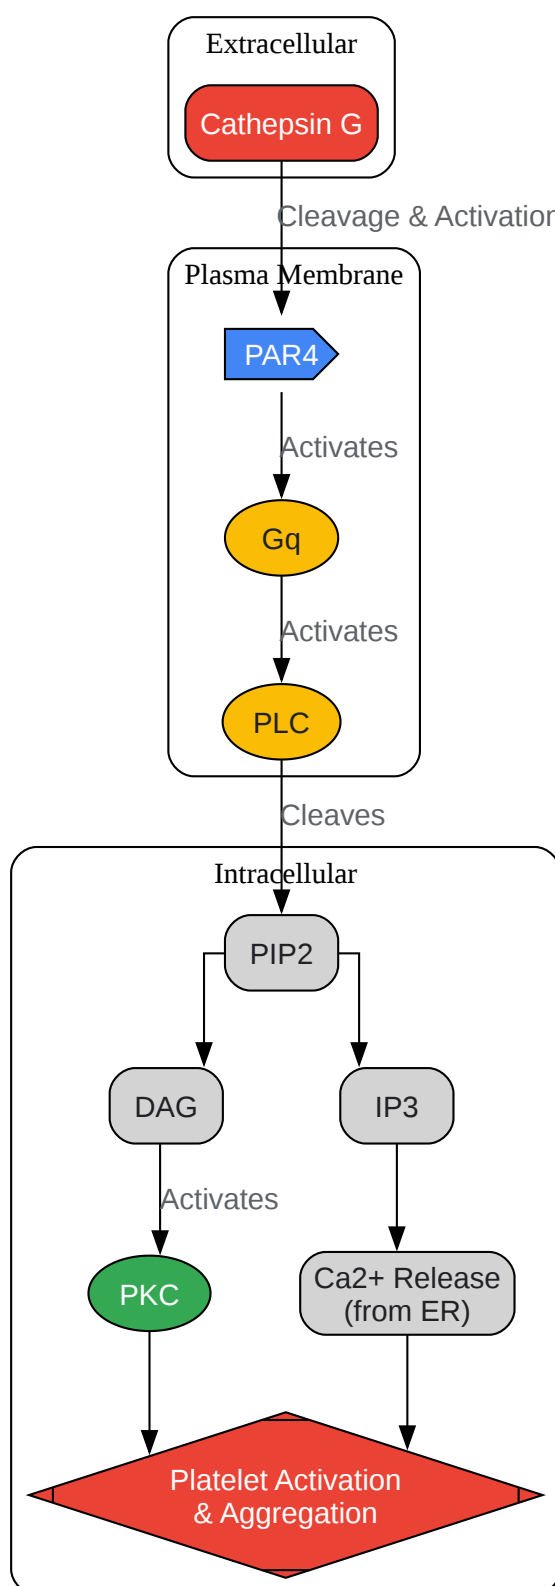 Extracellular
Cathepsin G
Cleavage & Activation
Plasma Membrane
PAR4
Activates
Gq
Activates
PLC
Cleaves
Intracellular
PIP2
DAG
IP3
Activates
PKC
Ca2+ Release
(from ER)
Platelet Activation
& Aggregation